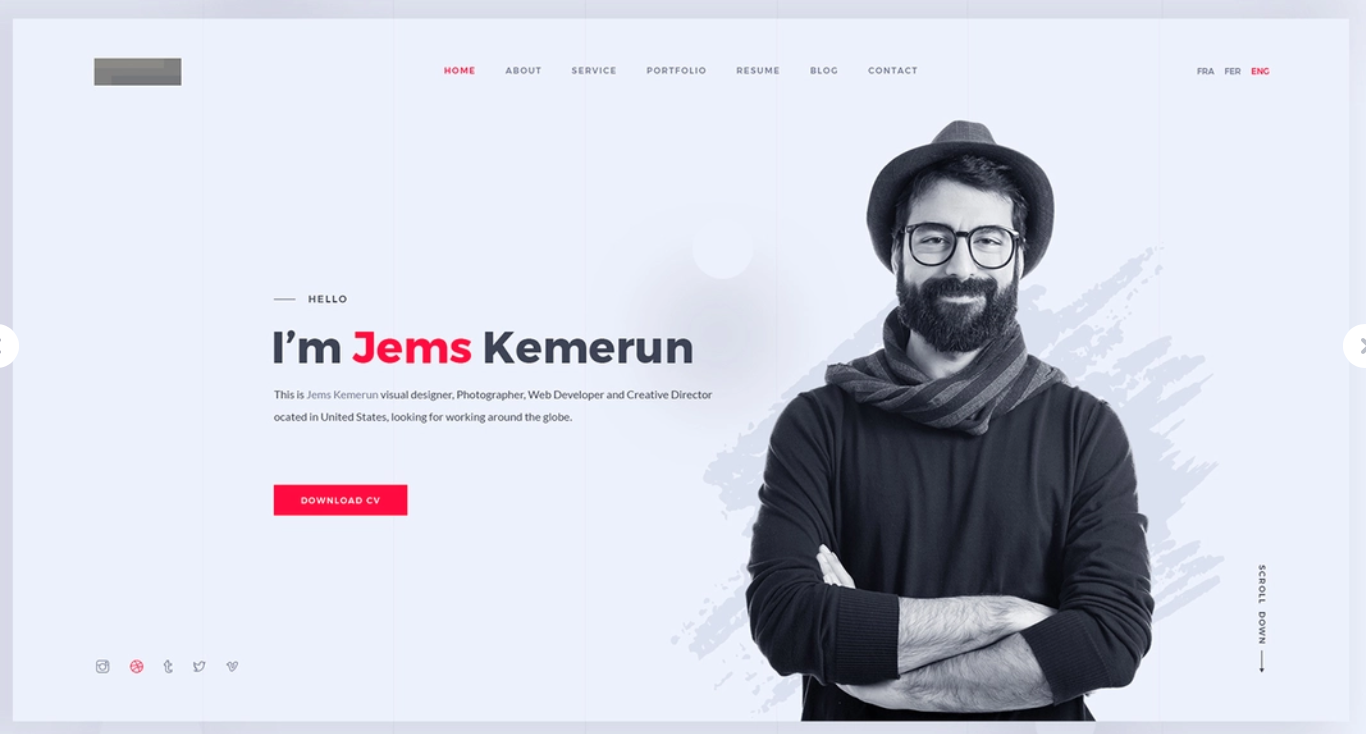 HOME ABOUT SERVICE PORTFOLIO RESUME BLOG CONTACT
FRA FER ENG
HELLO
I'm Jems Kemerun
This is Jems Kemerun visual designer, Photographer, Web Developer and Creative Director
ocated in United States, looking for working around the globe.
DOWNLOAD CV
SCROLL DOWN